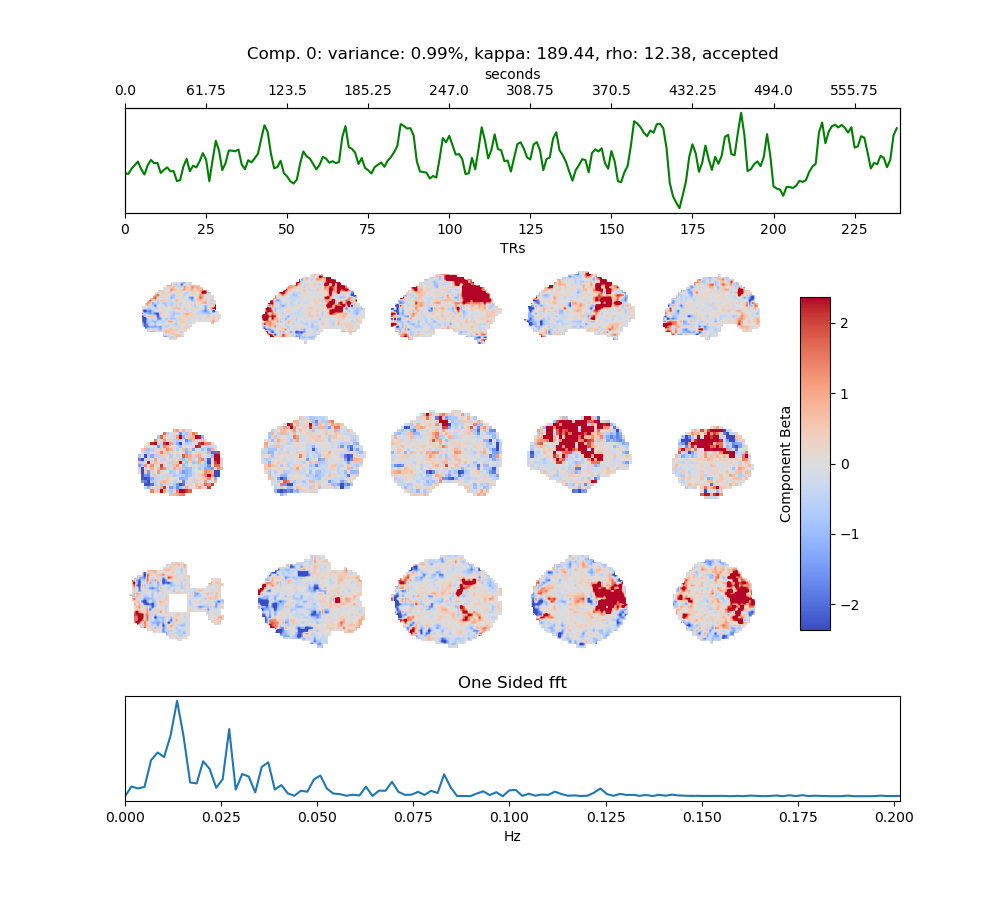 Comp. 0: variance: 0.99%, kappa: 189.44, rho: 12.38, accepted
seconds
0.0 61.75 123.5 185.25 247.0 308.75 370.5 432.25 494.0 555.75
0 25 50 75 100 125 150 175 200 225
TRs
2
1
0
−1
−2
Component Beta
One Sided fft
0.000 0.025 0.050 0.075 0.100 0.125 0.150 0.175 0.200
Hz